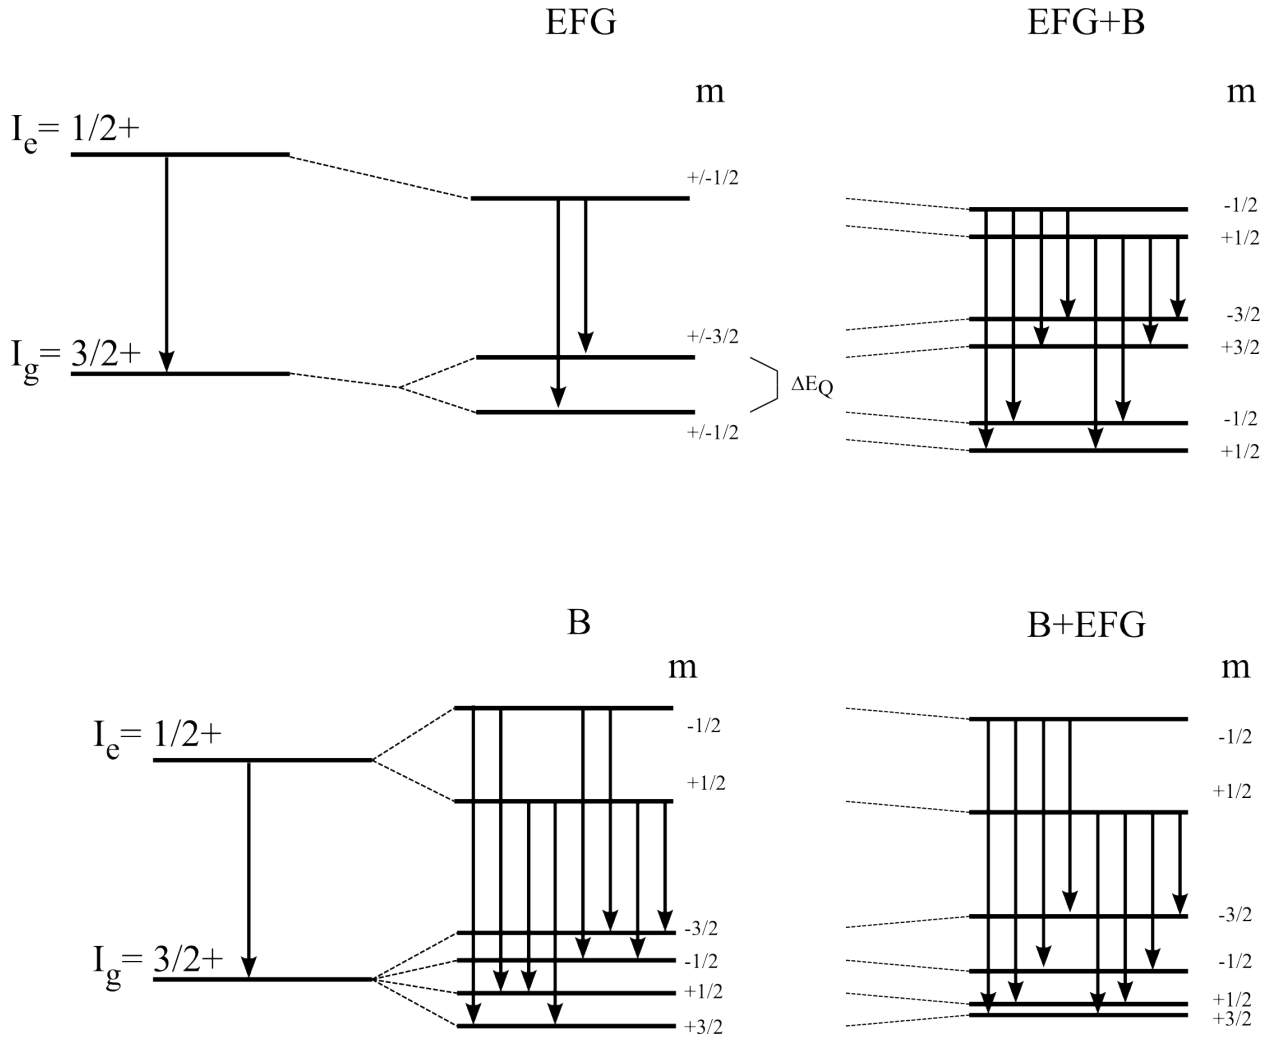 EFG
m
Ie= 1/2+
+/-1/2
Ig= 3/2+
+/-3/2
ΔEQ
+/-1/2
EFG+B
m
-1/2
+1/2
-3/2
+3/2
-1/2
+1/2
B
m
Ie= 1/2+
-1/2
+1/2
Ig= 3/2+
-3/2
-1/2
+1/2
+3/2
B+EFG
m
-1/2
+1/2
-3/2
-1/2
+1/2
+3/2